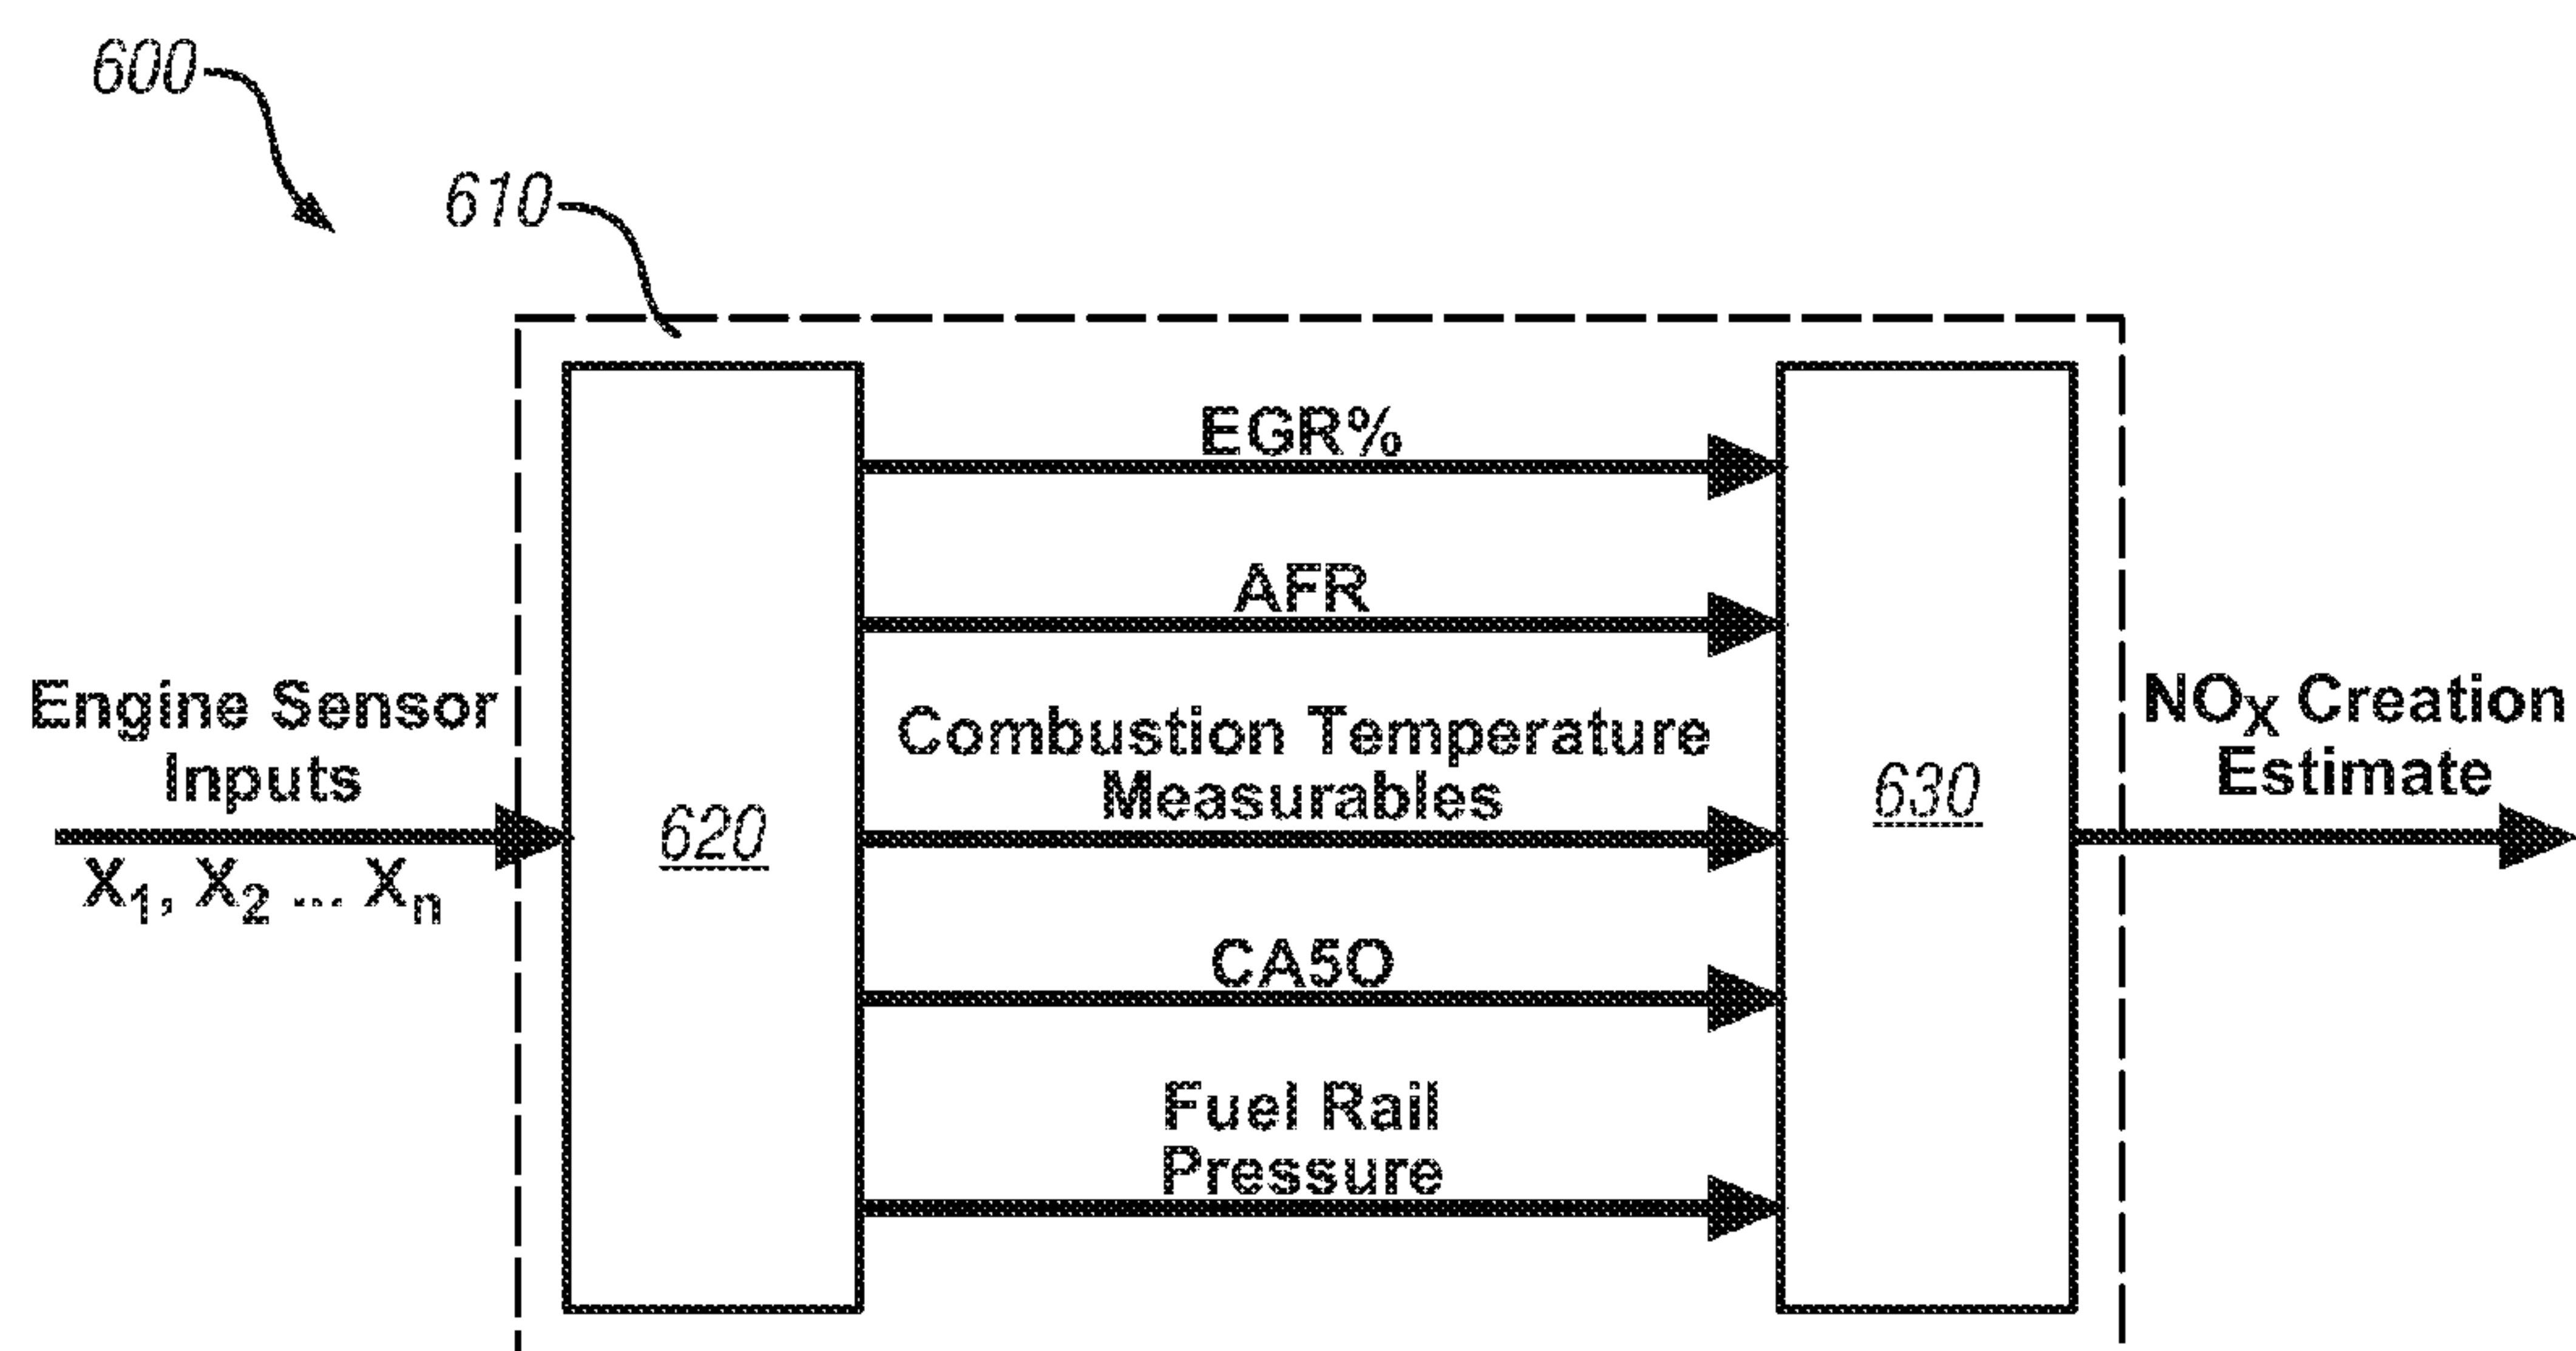 600
610
EGR%
AFR
Engine Sensor
Inputs
X1, X2 ... Xn
620
Combustion Temperature
Measurables
CA5O
Fuel Rail
Pressure
630
NOX Creation
Estimate